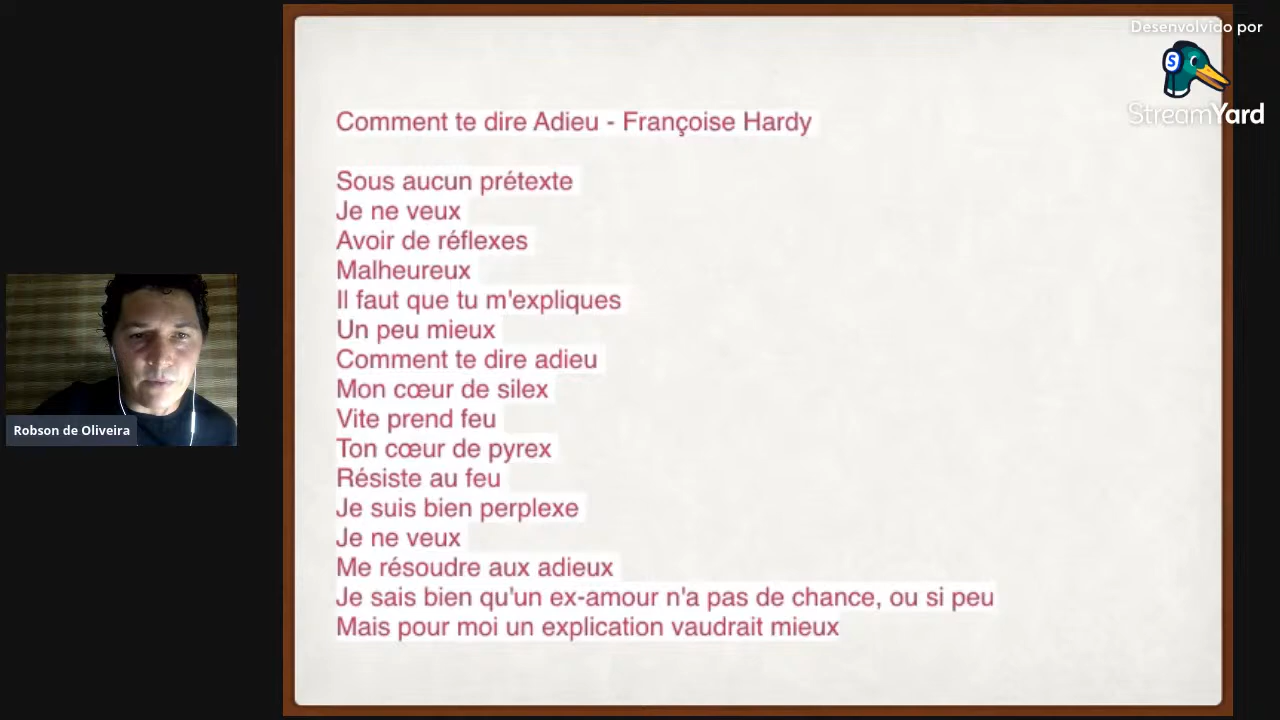 Desenvolvido por
StreamYard
Comment te dire Adieu - Françoise Hardy
Sous aucun prétexte
Je ne veux
Avoir de réflexes
Malheureux
Il faut que tu m'expliques
Un peu mieux
Comment te dire adieu
Mon cœur de silex
Vite prend feu
Ton cœur de pyrex
Résiste au feu
Je suis bien perplexe
Je ne veux
Me résoudre aux adieux
Je sais bien qu'un ex-amour n'a pas de chance, ou si peu
Mais pour moi un explication vaudrait mieux
Robson de Oliveira